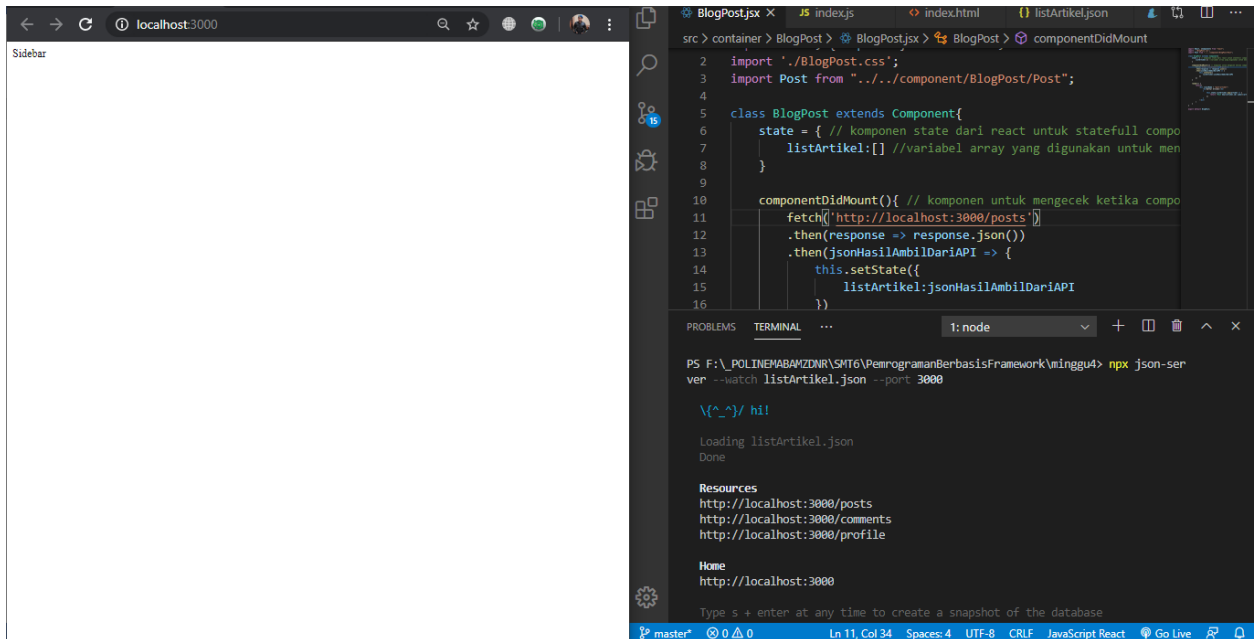 localhost:3000
Sidebar
BlogPost.jsx
JS index.js
<> index.html
{} listArtikel.json
src > container > BlogPost > BlogPost.jsx > BlogPost > componentDidMount
2 import './BlogPost.css';
3 import Post from "../../component/BlogPost/Post";
4
5 class BlogPost extends Component{
6 state = { // komponen state dari react untuk statefull compo
7 listArtikel:[] //variabel array yang digunakan untuk men
8 }
9
10 componentDidMount(){ // komponen untuk mengecek ketika compo
11 fetch('http://localhost:3000/posts')
12 .then(response => response.json())
13 .then(jsonHasilAmbilDariAPI => {
14 this.setState({
15 listArtikel:jsonHasilAmbilDariAPI
16 })
15
PROBLEMS TERMINAL ... 1: node
PS F:\_POLINEMABAMZDNR\SMT6\PemrogramanBerbasisFramework\minggu4> npx json-ser
ver --watch listArtikel.json --port 3000
\{^_^}/ hi!
Loading listArtikel.json
Done
Resources
http://localhost:3000/posts
http://localhost:3000/comments
http://localhost:3000/profile
Home
http://localhost:3000
Type s + enter at any time to create a snapshot of the database
master* 0 0 Ln 11, Col 34 Spaces: 4 UTF-8 CRLF JavaScript React Go Live